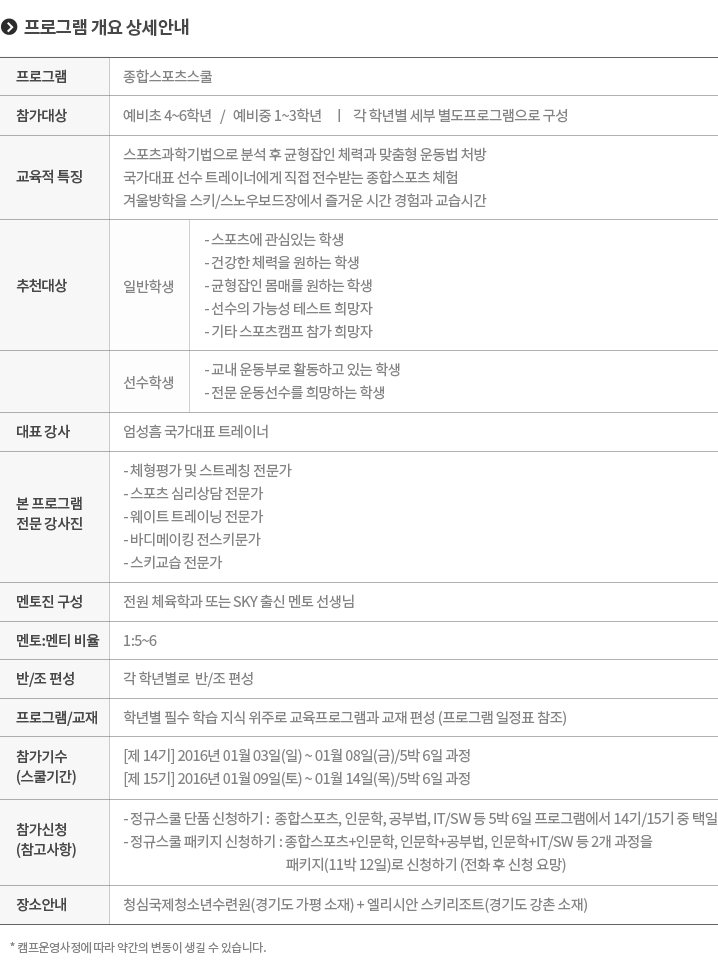 프로그램 개요 상세안내
프로그램
종합스포츠스쿨
참가대상
예비초 4~6학년 / 예비중 1~3학년 ㅣ 각 학년별 세부 별도프로그램으로 구성
교육적 특징
스포츠과학기법으로 분석 후 균형잡인 체력과 맞춤형 운동법 처방
국가대표 선수 트레이너에게 직접 전수받는 종합스포츠 체험
겨울방학을 스키/스노우보드장에서 즐거운 시간 경험과 교습시간
추천대상
일반학생
- 스포츠에 관심있는 학생
- 건강한 체력을 원하는 학생
- 균형잡인 몸매를 원하는 학생
- 선수의 가능성 테스트 희망자
- 기타 스포츠캠프 참가 희망자
선수학생
- 교내 운동부로 활동하고 있는 학생
- 전문 운동선수를 희망하는 학생
대표 강사
엄성흠 국가대표 트레이너
본 프로그램
전문 강사진
- 체형평가 및 스트레칭 전문가
- 스포츠 심리상담 전문가
- 웨이트 트레이닝 전문가
- 바디메이킹 전스키문가
- 스키교습 전문가
멘토진 구성
전원 체육학과 또는 SKY 출신 멘토 선생님
멘토:멘티 비율
1:5~6
반/조 편성
각 학년별로 반/조 편성
프로그램/교재
학년별 필수 학습 지식 위주로 교육프로그램과 교재 편성 (프로그램 일정표 참조)
참가기수
(스쿨기간)
[제 14기] 2016년 01월 03일(일) ~ 01월 08일(금)/5박 6일 과정
[제 15기] 2016년 01월 09일(토) ~ 01월 14일(목)/5박 6일 과정
참가신청
(참고사항)
- 정규스쿨 단품 신청하기 : 종합스포츠, 인문학, 공부법, IT/SW 등 5박 6일 프로그램에서 14기/15기 중 택일
- 정규스쿨 패키지 신청하기 : 종합스포츠+인문학, 인문학+공부법, 인문학+IT/SW 등 2개 과정을
패키지(11박 12일)로 신청하기 (전화 후 신청 요망)
장소안내
청심국제청소년수련원(경기도 가평 소재) + 엘리시안 스키리조트(경기도 강촌 소재)
* 캠프운영사정에 따라 약간의 변동이 생길 수 있습니다.